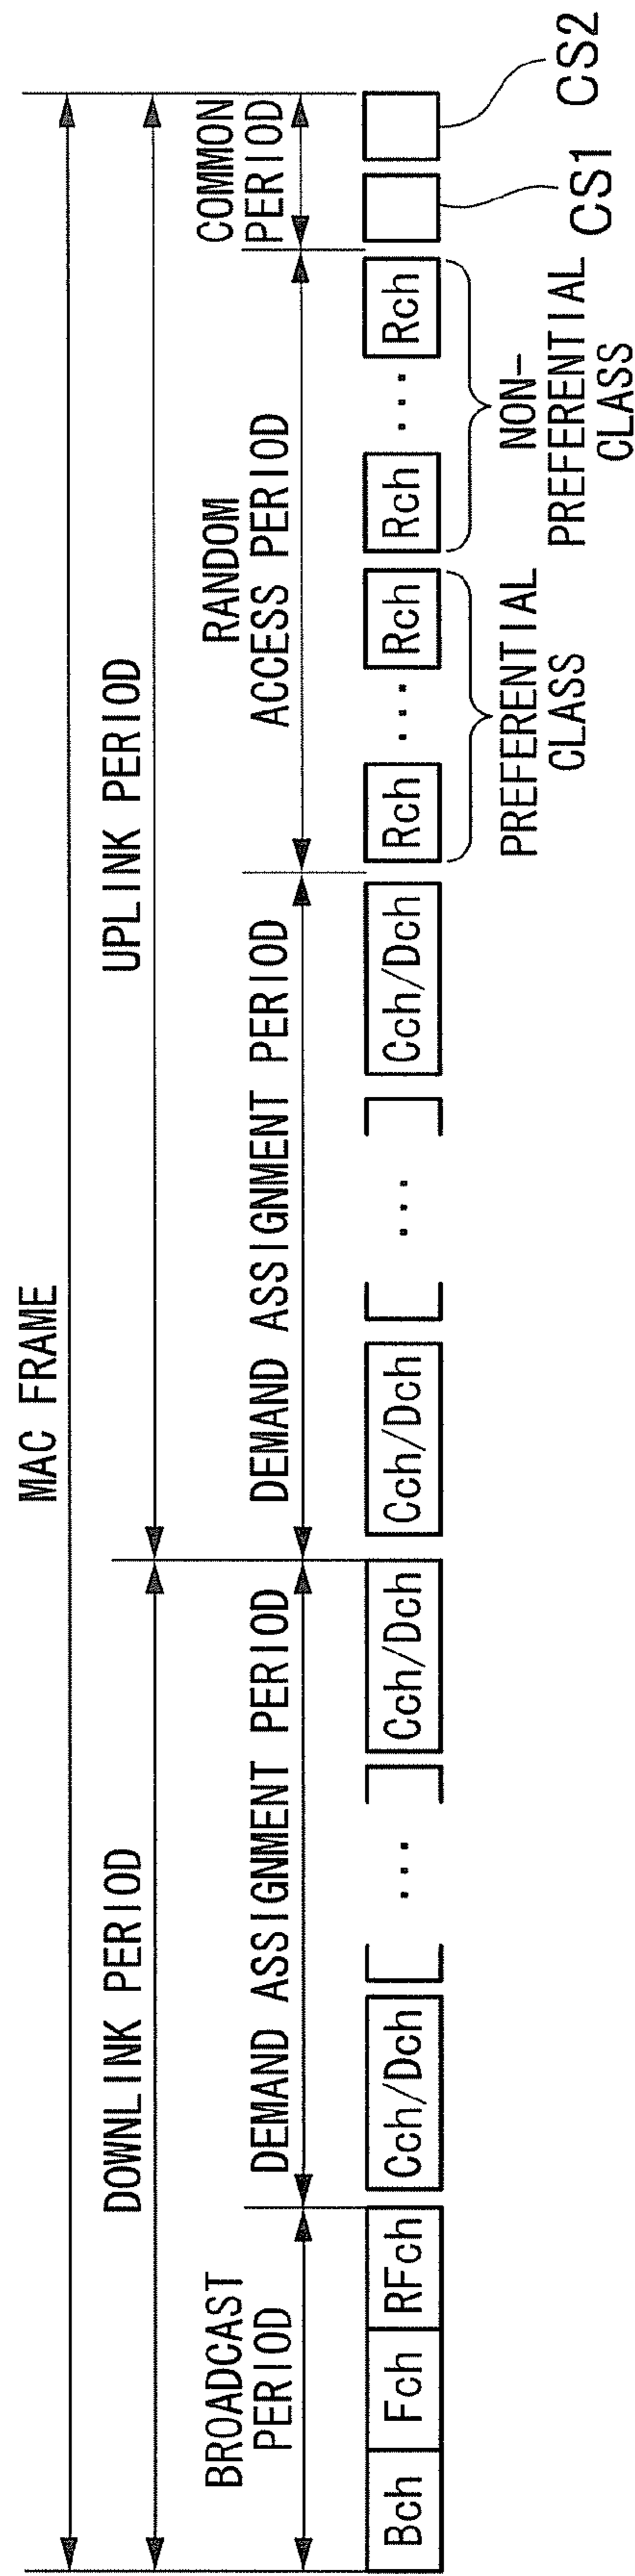 MAC FRAME
DOWNLINK PERIOD
UPLINK PERIOD
BROADCAST
PERIOD
DEMAND ASSIGNMENT PERIOD
DEMAND ASSIGNMENT PERIOD
RANDOM
ACCESS PERIOD
COMMON
PERIOD
Bch Fch RFch Cch/Dch ... Cch/Dch Cch/Dch ... Cch/Dch Rch ... Rch Rch ... Rch
PREFERENTIAL
CLASS
NON-
PREFERENTIAL
CLASS
CS1
CS2